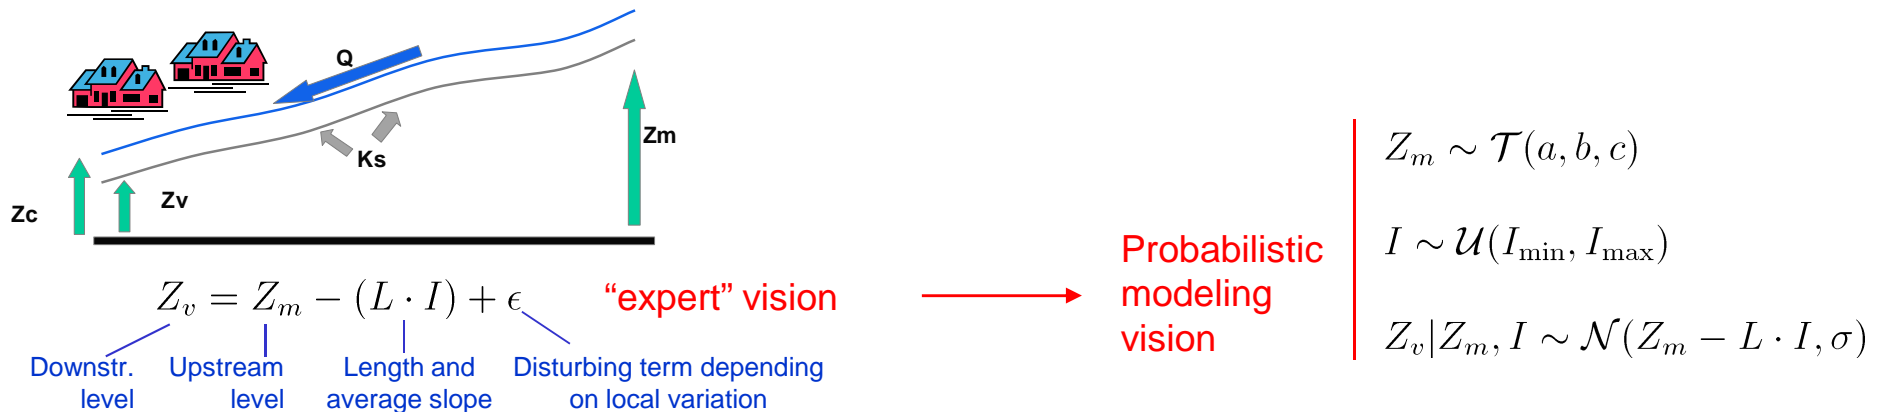 Q
Zm
Ks
Zv
Zc
Z_v = Z_m − (L · I) + ϵ
“expert” vision
Downstr.
level
Upstream
level
Length and
average slope
Disturbing term depending
on local variation
Probabilistic
modeling
vision
Z_m ∼ 𝒯(a, b, c)
I ∼ 𝒰(I_min, I_max)
Z_v|Z_m, I ∼ 𝒩(Z_m − L · I, σ)